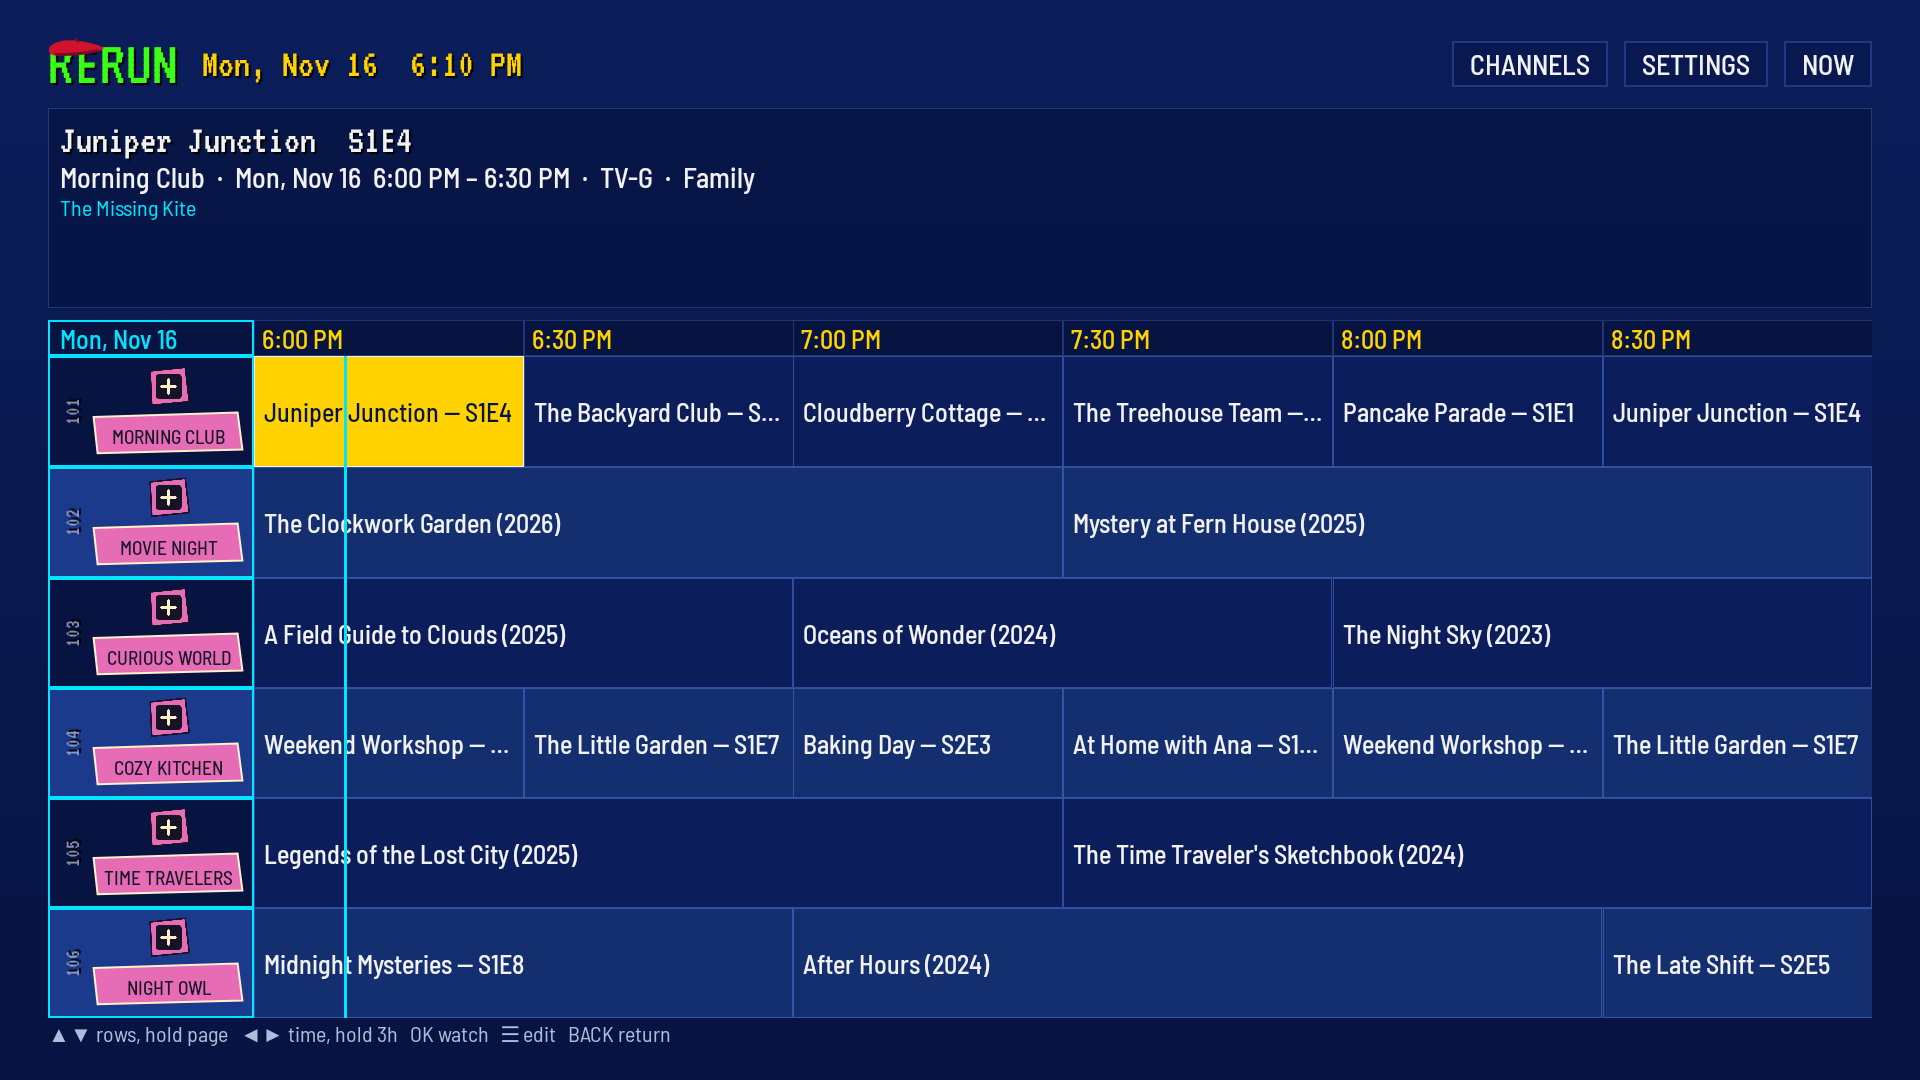 RERUN Mon, Nov 16 6:10 PM CHANNELS SETTINGS NOW
Juniper Junction S1E4
Morning Club · Mon, Nov 16 6:00 PM – 6:30 PM · TV-G · Family
The Missing Kite
Mon, Nov 16 6:00 PM 6:30 PM 7:00 PM 7:30 PM 8:00 PM 8:30 PM
101 MORNING CLUB Juniper Junction — S1E4 The Backyard Club — S... Cloudberry Cottage — ... The Treehouse Team —... Pancake Parade — S1E1 Juniper Junction — S1E4
102 MOVIE NIGHT The Clockwork Garden (2026) Mystery at Fern House (2025)
103 CURIOUS WORLD A Field Guide to Clouds (2025) Oceans of Wonder (2024) The Night Sky (2023)
104 COZY KITCHEN Weekend Workshop — ... The Little Garden — S1E7 Baking Day — S2E3 At Home with Ana — S1... Weekend Workshop — ... The Little Garden — S1E7
105 TIME TRAVELERS Legends of the Lost City (2025) The Time Traveler's Sketchbook (2024)
106 NIGHT OWL Midnight Mysteries — S1E8 After Hours (2024) The Late Shift — S2E5
▲ ▼ rows, hold page ◀ ▶ time, hold 3h OK watch ☰ edit BACK return